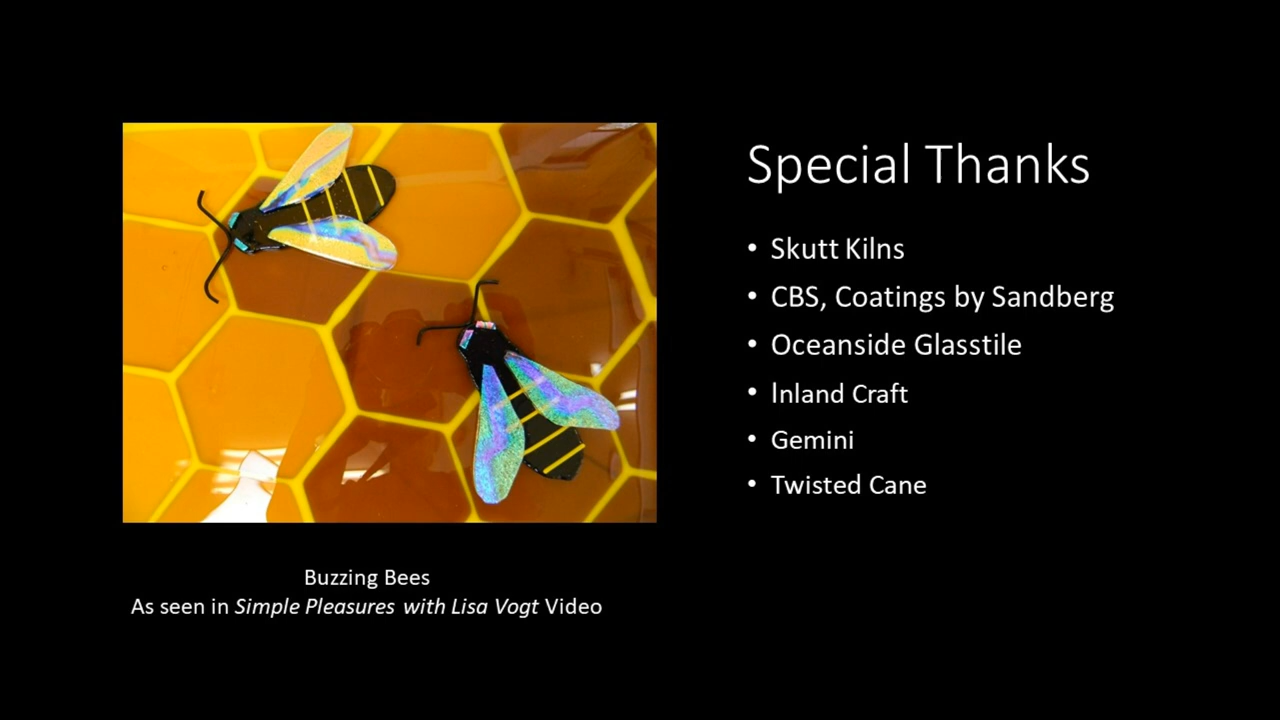 Special Thanks
• Skutt Kilns
• CBS, Coatings by Sandberg
• Oceanside Glasstile
• Inland Craft
• Gemini
• Twisted Cane
Buzzing Bees
As seen in Simple Pleasures with Lisa Vogt Video